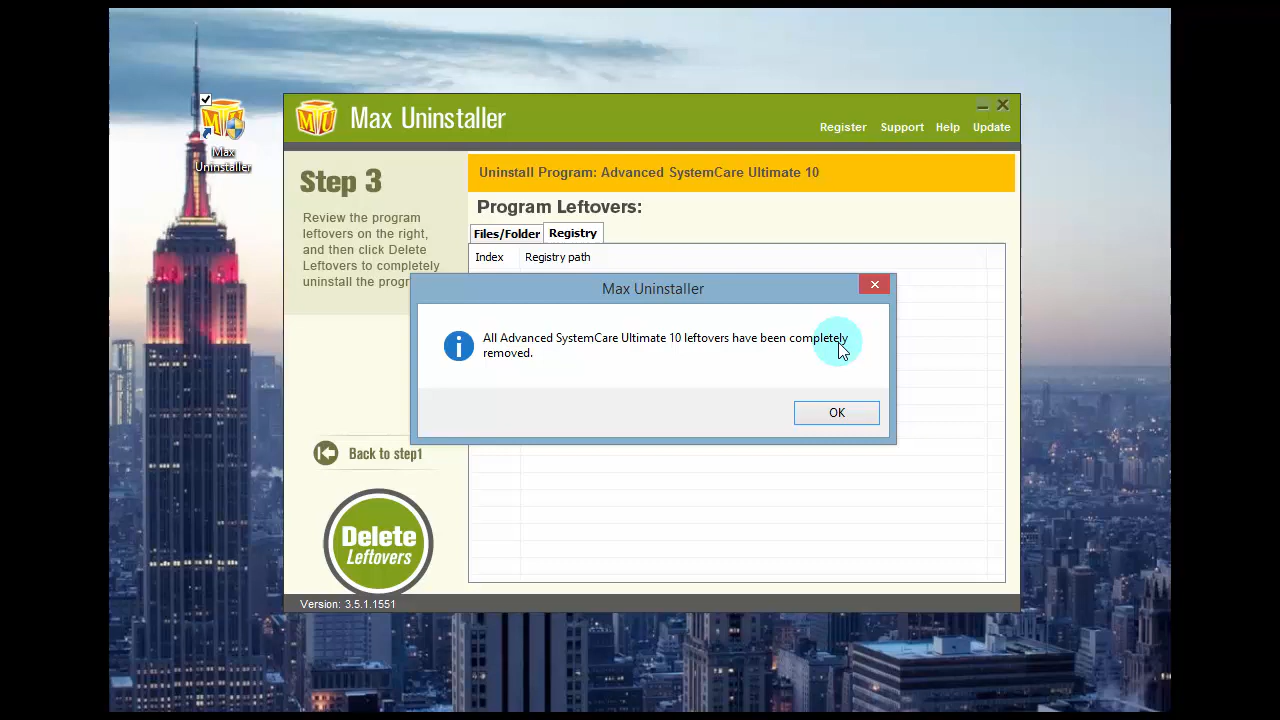 MU
Max
Uninstaller
MU
Max Uninstaller
Register
Support
Help
Update
Step 3
Review the program
leftovers on the right,
and then click Delete
Leftovers to completely
uninstall the progr
Uninstall Program: Advanced SystemCare Ultimate 10
Program Leftovers:
Files/Folder
Registry
Index
Registry path
Max Uninstaller
All Advanced SystemCare Ultimate 10 leftovers have been completely
removed.
OK
Back to step1
Delete
Leftovers
Version: 3.5.1.1551